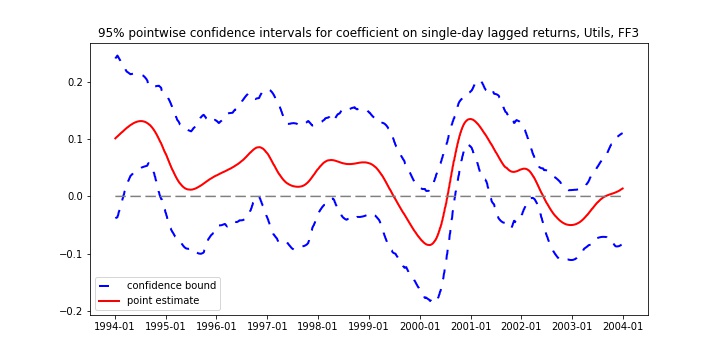 95% pointwise confidence intervals for coefficient on single-day lagged returns, Utils, FF3
0.2
0.1
0.0
−0.1
−0.2
confidence bound
point estimate
1994-01 1995-01 1996-01 1997-01 1998-01 1999-01 2000-01 2001-01 2002-01 2003-01 2004-01